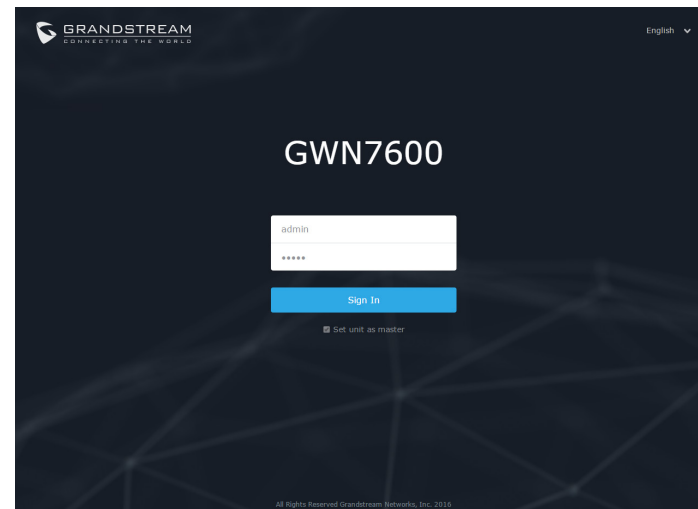 GRANDSTREAM
CONNECTING THE WORLD
English
GWN7600
admin
•••••
Sign In
Set unit as master
All Rights Reserved Grandstream Networks, Inc. 2016